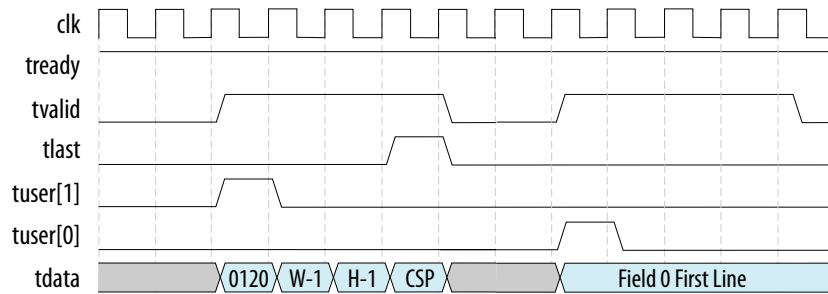 clk
tready
tvalid
tlast
tuser[1]
tuser[0]
tdata 0120 W-1 H-1 CSP Field 0 First Line